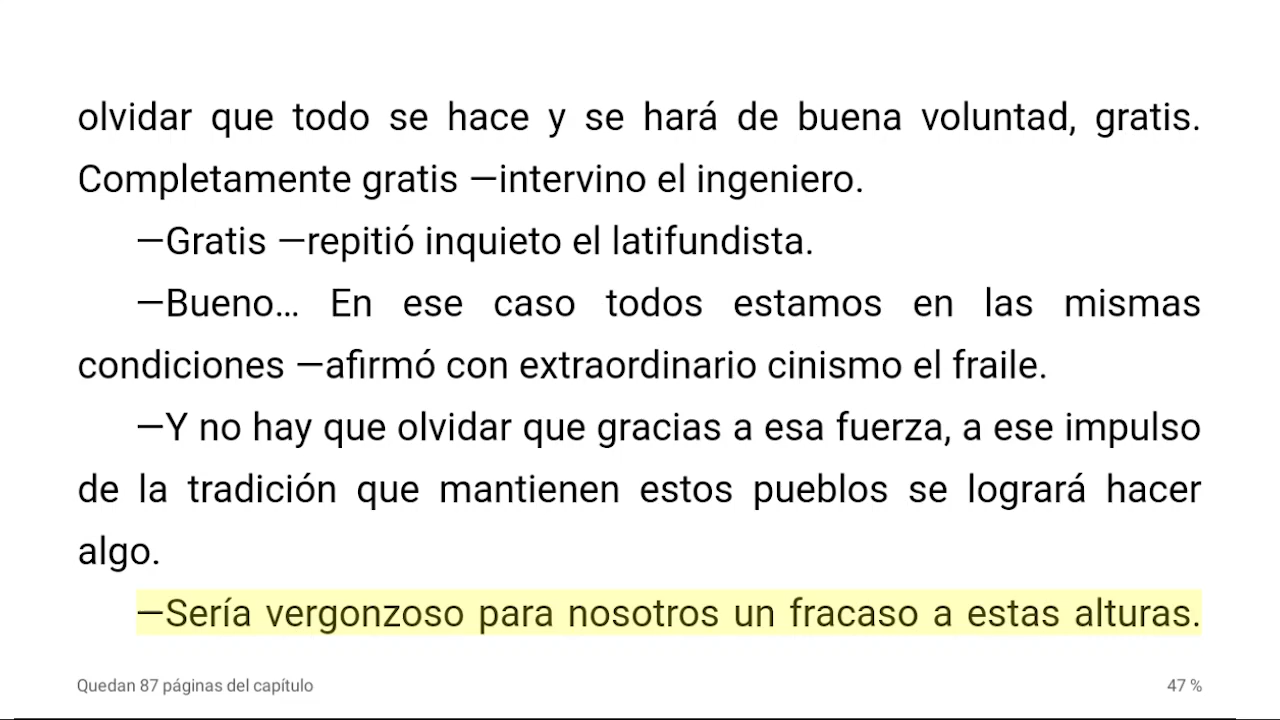 olvidar que todo se hace y se hará de buena voluntad, gratis.
Completamente gratis —intervino el ingeniero.
—Gratis —repitió inquieto el latifundista.
—Bueno… En ese caso todos estamos en las mismas
condiciones —afirmó con extraordinario cinismo el fraile.
—Y no hay que olvidar que gracias a esa fuerza, a ese impulso
de la tradición que mantienen estos pueblos se logrará hacer
algo.
—Sería vergonzoso para nosotros un fracaso a estas alturas.
Quedan 87 páginas del capítulo
47 %